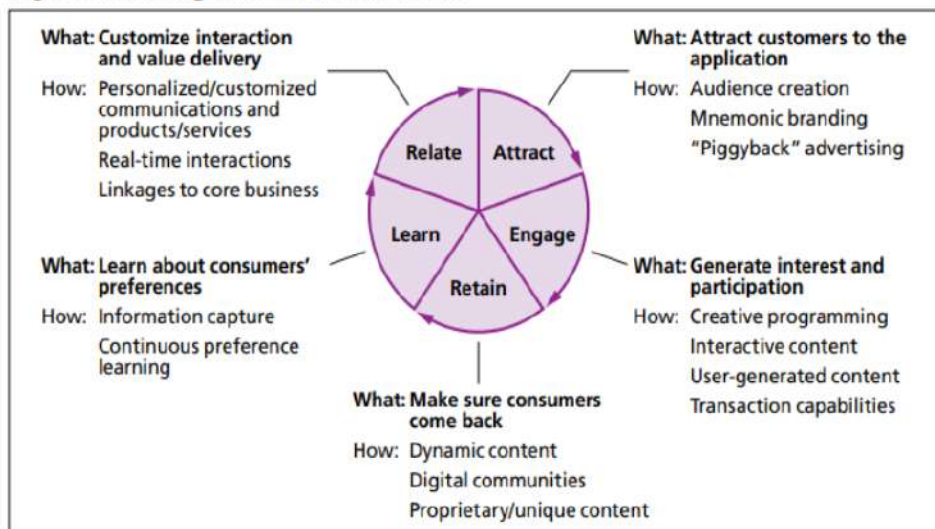 What: Customize interaction
and value delivery
How: Personalized/customized
communications and
products/services
Real-time interactions
Linkages to core business
What: Attract customers to the
application
How: Audience creation
Mnemonic branding
"Piggyback" advertising
Relate
Attract
Learn
Engage
Retain
What: Learn about consumers'
preferences
How: Information capture
Continuous preference
learning
What: Generate interest and
participation
How: Creative programming
Interactive content
User-generated content
Transaction capabilities
What: Make sure consumers
come back
How: Dynamic content
Digital communities
Proprietary/unique content